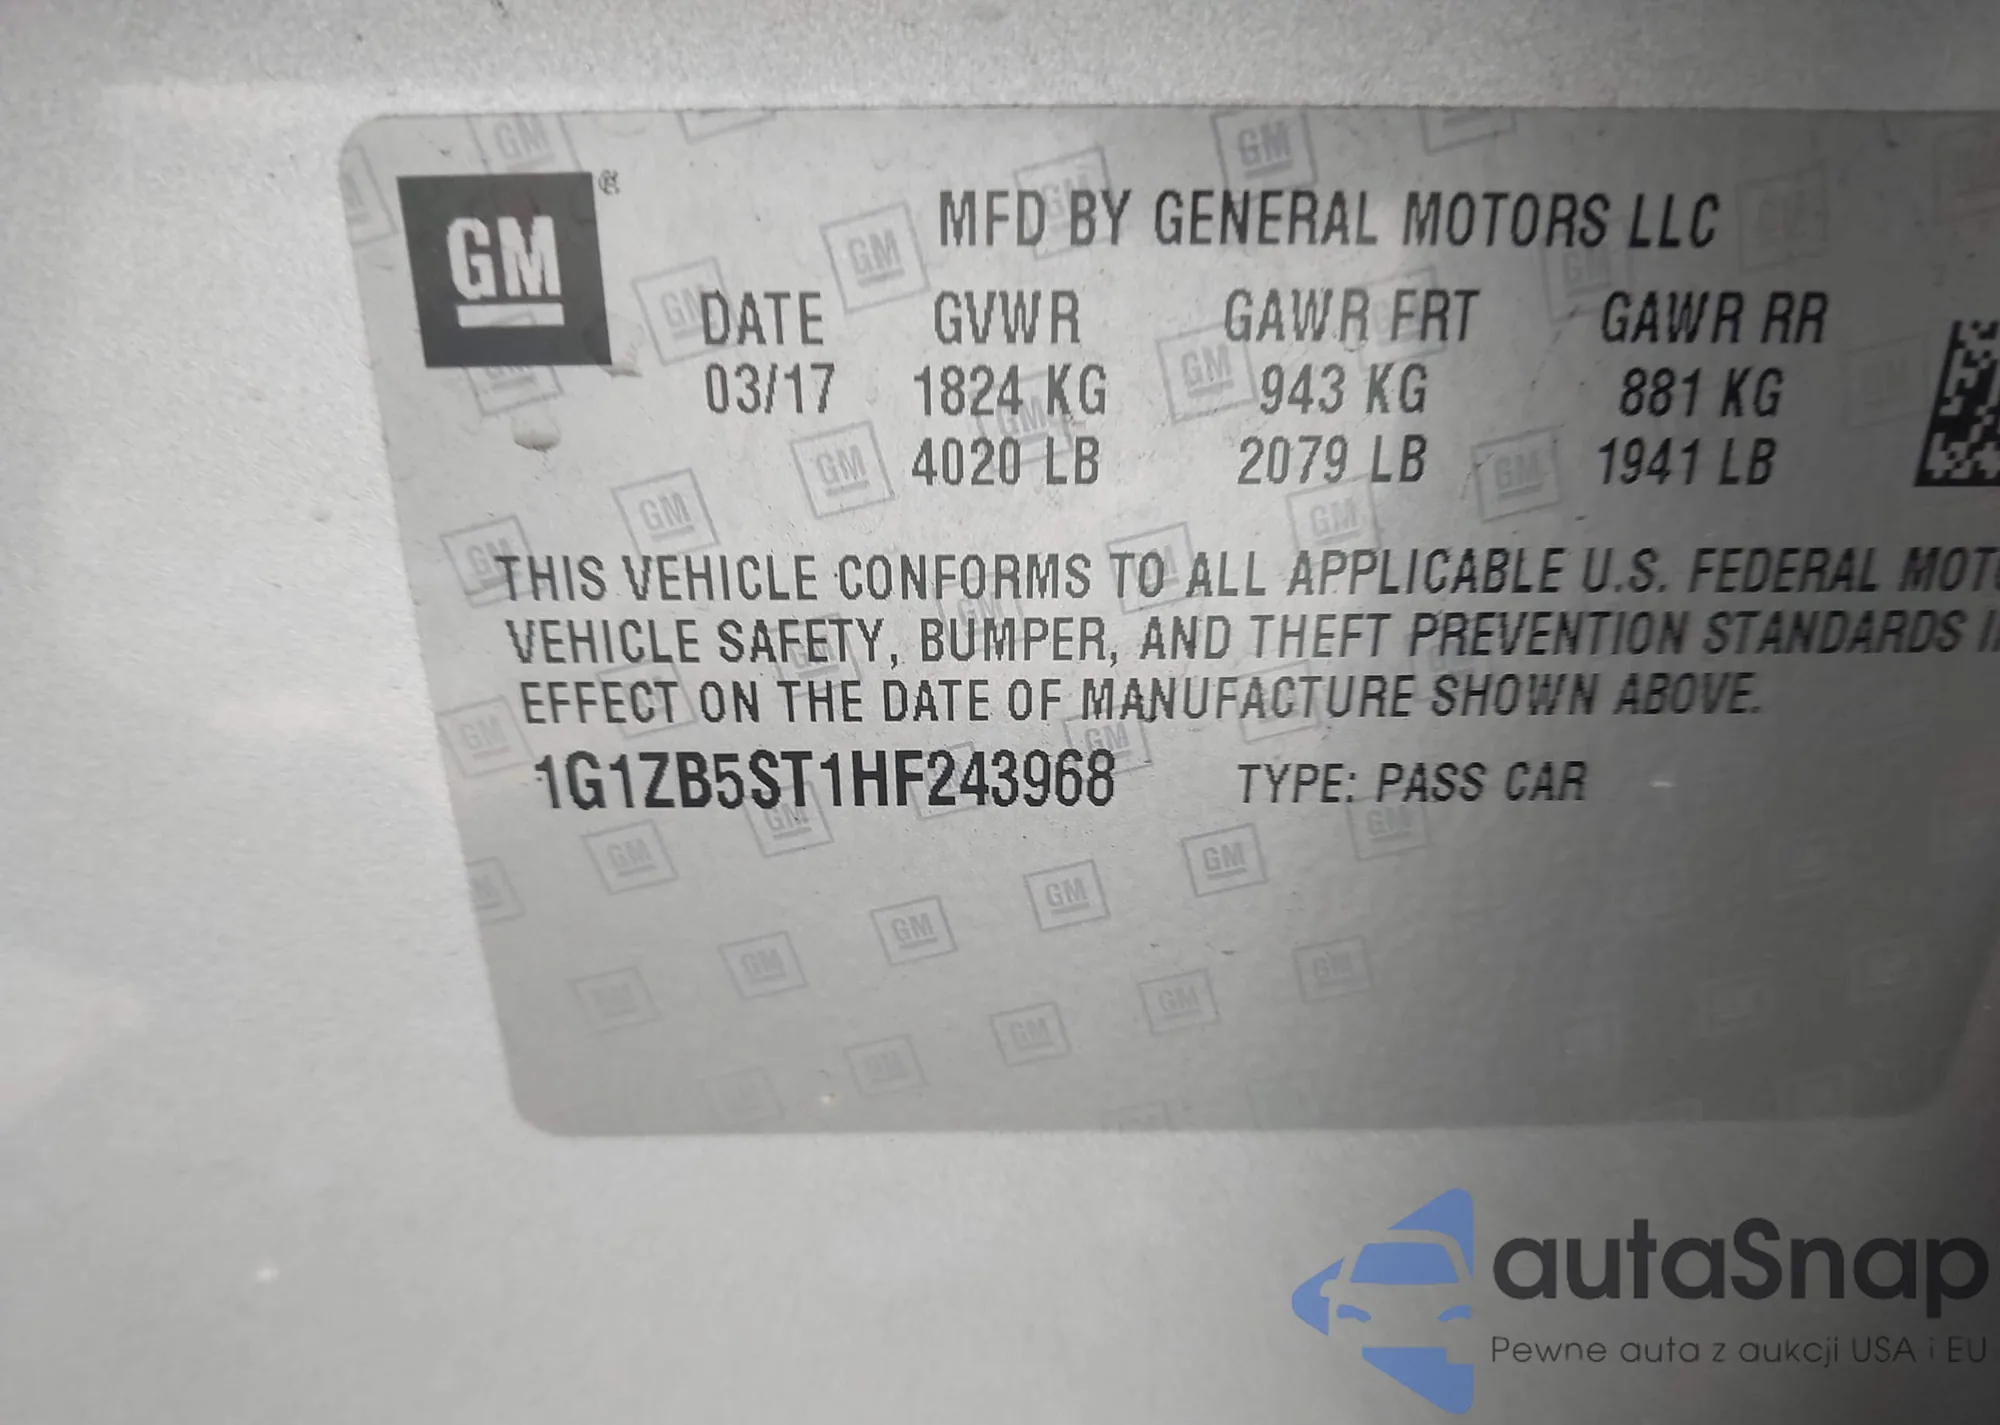 GM ®
MFD BY GENERAL MOTORS LLC
DATE GVWR GAWR FRT GAWR RR
03/17 1824 KG 943 KG 881 KG
4020 LB 2079 LB 1941 LB
THIS VEHICLE CONFORMS TO ALL APPLICABLE U.S. FEDERAL
VEHICLE SAFETY, BUMPER, AND THEFT PREVENTION STANDARDS
EFFECT ON THE DATE OF MANUFACTURE SHOWN ABOVE.
1G1ZB5ST1HF243968 TYPE: PASS CAR
autaSnap
Pewne auta z aukcji USA i EU